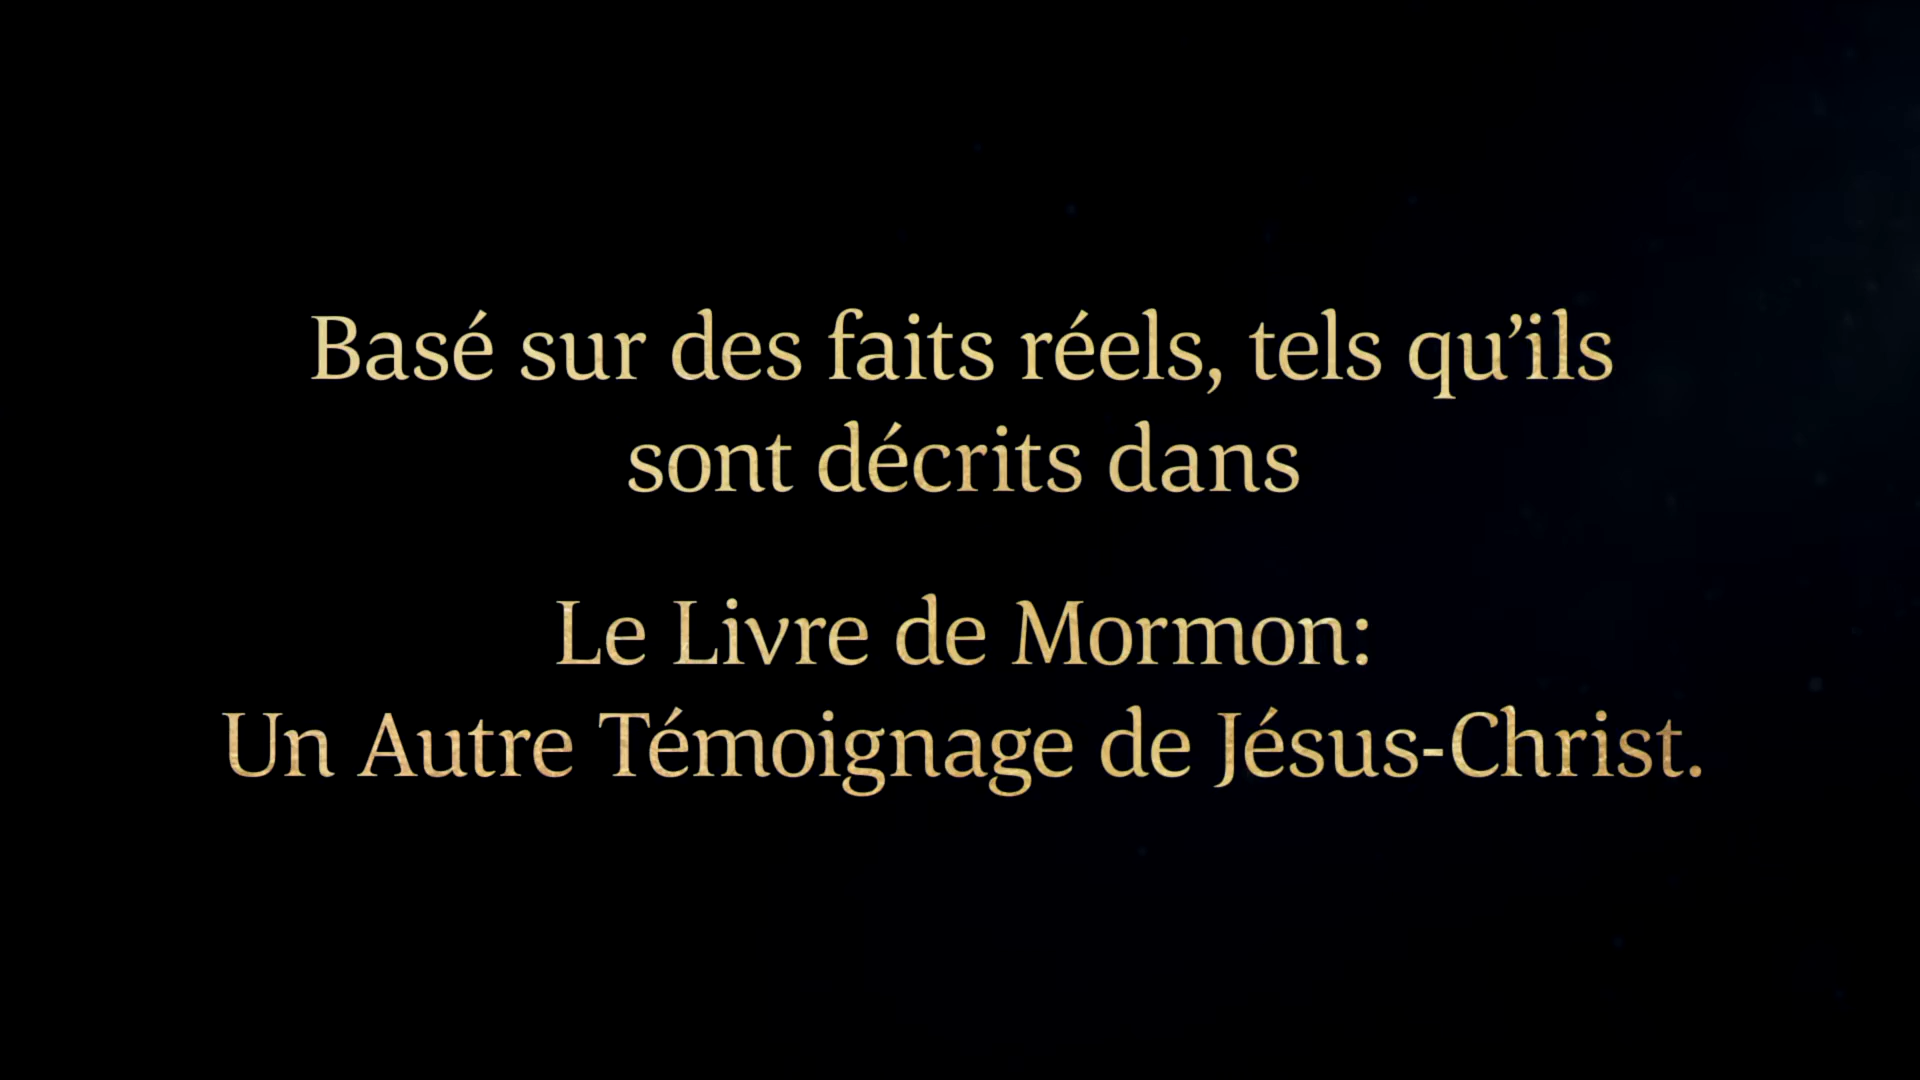 Basé sur des faits réels, tels qu’ils
sont décrits dans
Le Livre de Mormon:
Un Autre Témoignage de Jésus-Christ.